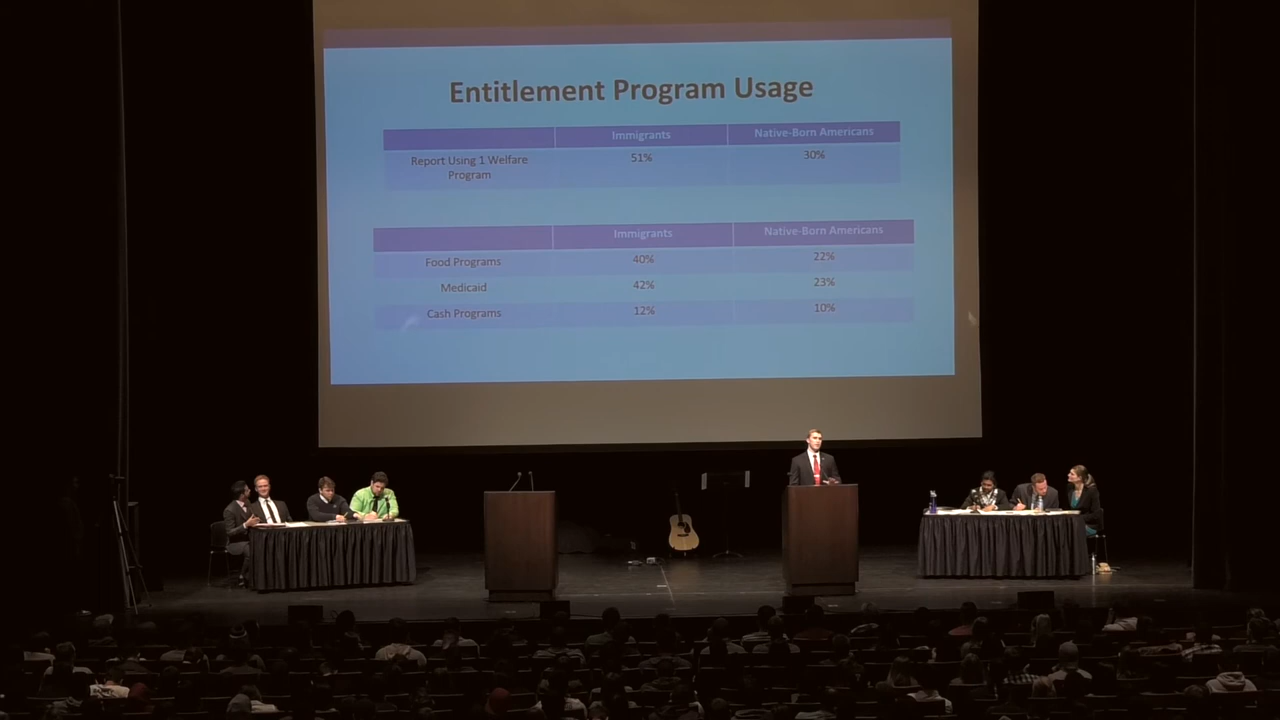 Entitlement Program Usage
Immigrants Native-Born Americans
Report Using 1 Welfare 51% 30%
Program
Immigrants Native-Born Americans
Food Programs 40% 22%
Medicaid 42% 23%
Cash Programs 12% 10%